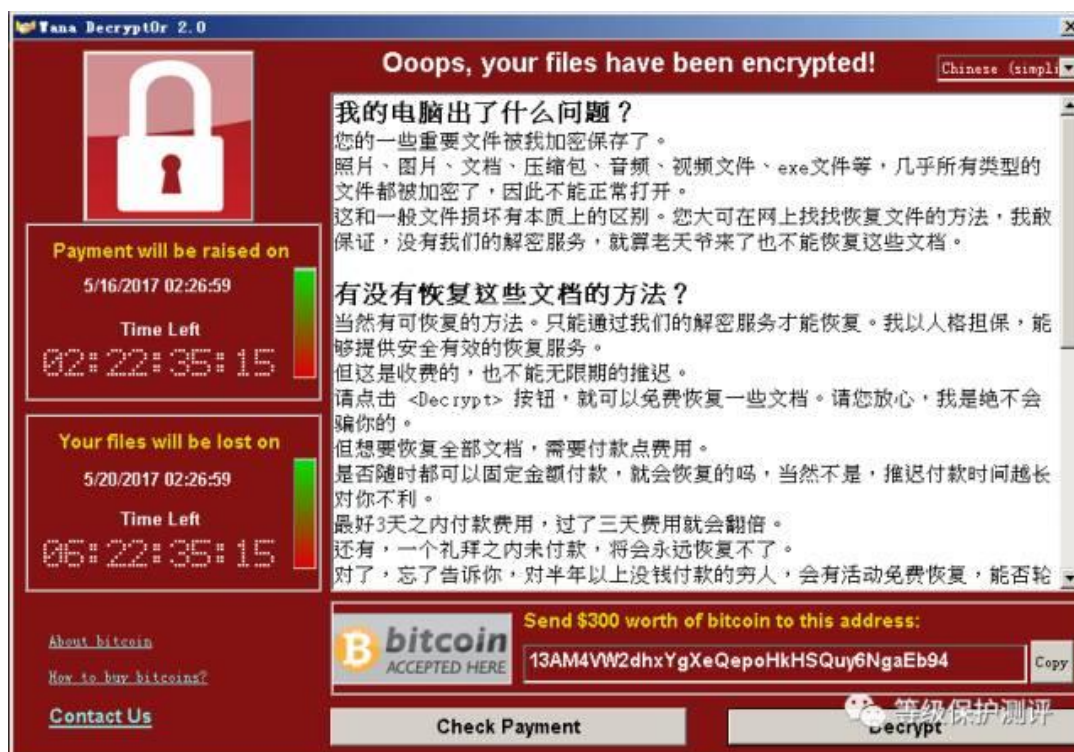 Wana Decrypt0r 2.0
Ooops, your files have been encrypted!
Chinese (simpli
我的电脑出了什么问题？
您的一些重要文件被我加密保存了。
照片、图片、文档、压缩包、音频、视频文件、exe文件等，几乎所有类型的
文件都被加密了，因此不能正常打开。
这和一般文件损坏有本质上的区别。您大可在网上找找恢复文件的方法，我敢
保证，没有我们的解密服务，就算老天爷来了也不能恢复这些文档。
有没有恢复这些文档的方法？
当然有可恢复的方法。只能通过我们的解密服务才能恢复。我以人格担保，能
够提供安全有效的恢复服务。
但这是收费的，也不能无限期的推迟。
请点击 <Decrypt> 按钮，就可以免费恢复一些文档。请您放心，我是绝不会
骗你的。
但想要恢复全部文档，需要付款点费用。
是否随时都可以固定金额付款，就会恢复的吗，当然不是，推迟付款时间越长
对你不利。
最好3天之内付款费用，过了三天费用就会翻倍。
还有，一个礼拜之内未付款，将会永远恢复不了。
对了，忘了告诉你，对半年以上没钱付款的穷人，会有活动免费恢复，能否轮
Payment will be raised on
5/16/2017 02:26:59
Time Left
02:22:35:15
Your files will be lost on
5/20/2017 02:26:59
Time Left
06:22:35:15
About bitcoin
How to buy bitcoins?
Contact Us
bitcoin
ACCEPTED HERE
Send $300 worth of bitcoin to this address:
13AM4VW2dhxYgXeQepoHkHSQuy6NgaEb94
Copy
Check Payment
Decrypt
等级保护测评